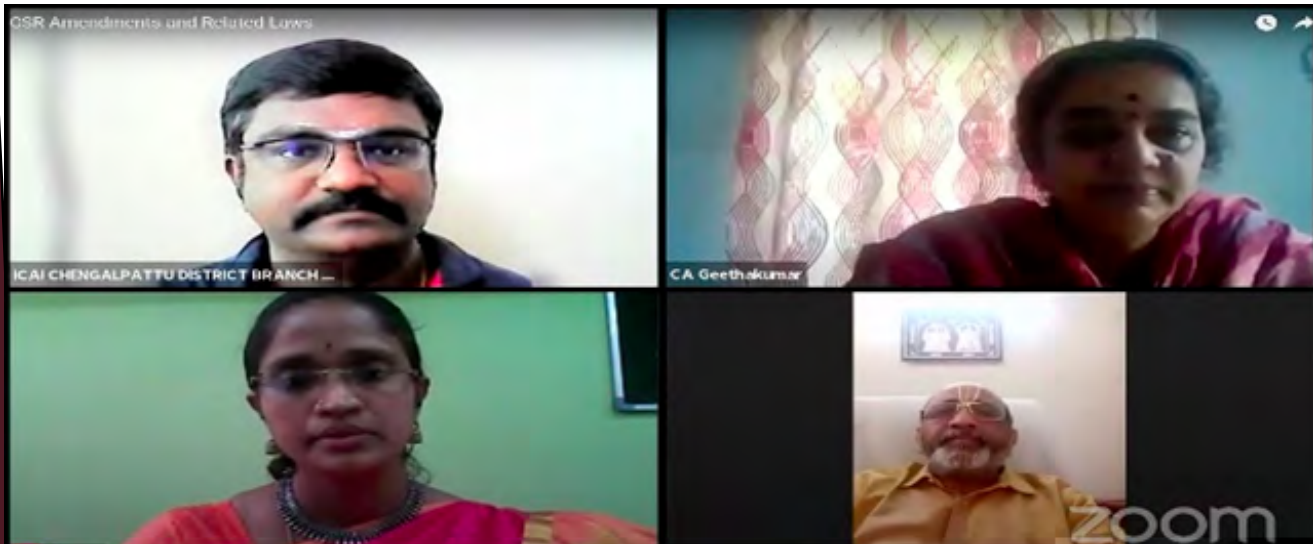 CSR Amendments and Related Laws
ICAI CHENGALPATTU DISTRICT BRANCH ...
CA Geethakumar
zoom